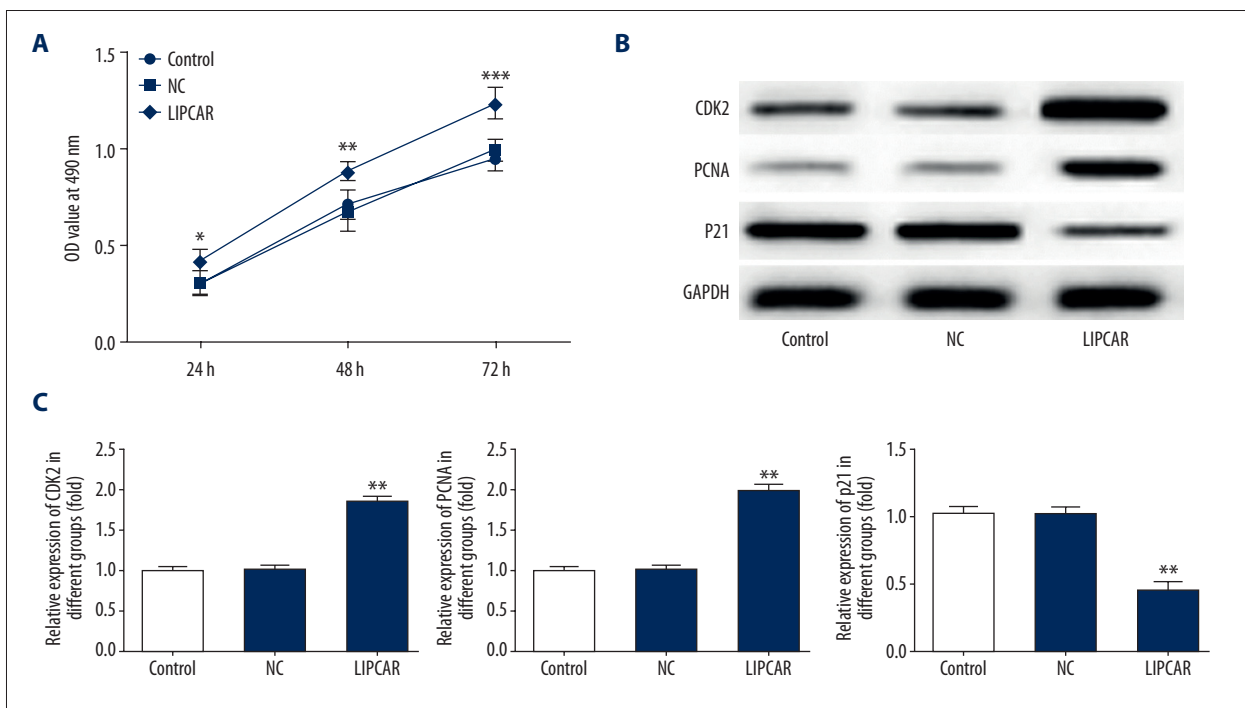 A
1.5
1.0
0.5
0.0
OD value at 490 nm
Control
NC
LIPCAR
*
**
***
24 h
48 h
72 h
B
CDK2
PCNA
P21
GAPDH
Control
NC
LIPCAR
C
Relative expression of CDK2 in
different groups (fold)
2.5
2.0
1.5
1.0
0.5
0.0
**
Control
NC
LIPCAR
Relative expression of PCNA in
different groups (fold)
2.5
2.0
1.5
1.0
0.5
0.0
**
Control
NC
LIPCAR
Relative expression of p21 in
different groups (fold)
1.5
1.0
0.5
0.0
**
Control
NC
LIPCAR